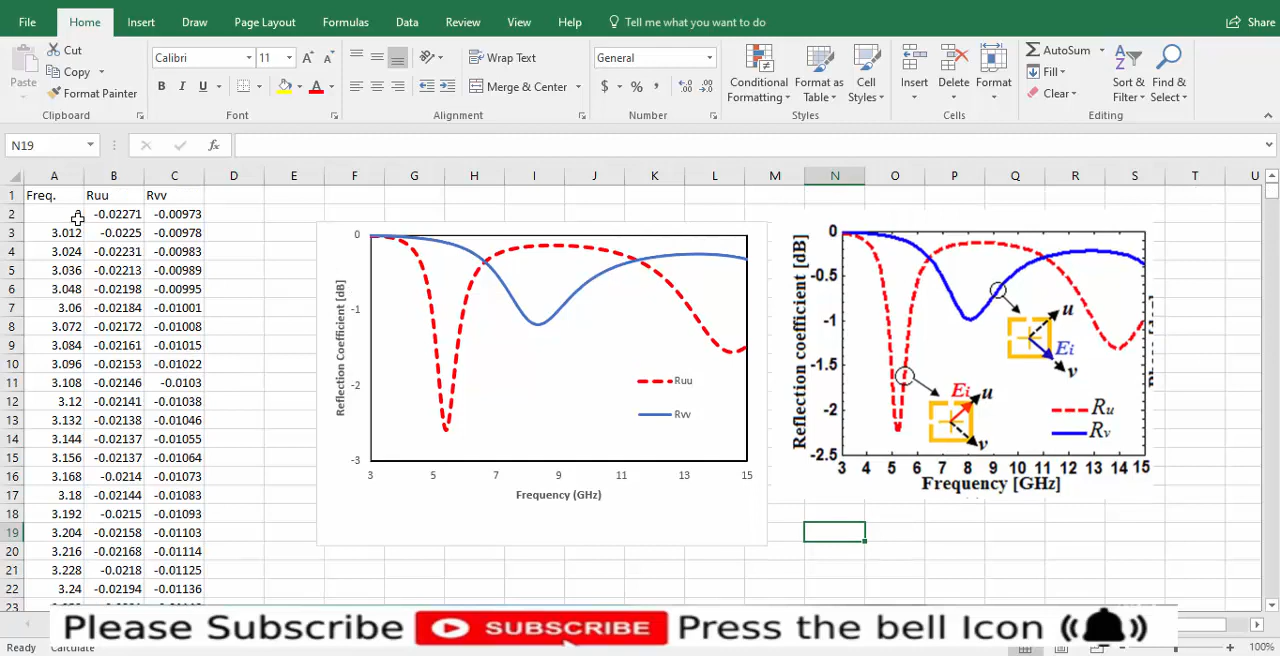 File Home Insert Draw Page Layout Formulas Data Review View Help Tell me what you want to do Share
Paste Cut Copy Format Painter Clipboard
Calibri 11 B I U Font
Wrap Text Merge & Center Alignment
General $ % , Number
Conditional Formatting Format as Table Cell Styles Styles
Insert Delete Format Cells
AutoSum Fill Clear Sort & Filter Find & Select Editing
N19 fx
A B C D E F G H I J K L M N O P Q R S T U
1 Freq. Ruu Rvv
2 -0.02271 -0.00973
3 3.012 -0.0225 -0.00978
4 3.024 -0.02231 -0.00983
5 3.036 -0.02213 -0.00989
6 3.048 -0.02198 -0.00995
7 3.06 -0.02184 -0.01001
8 3.072 -0.02172 -0.01008
9 3.084 -0.02161 -0.01015
10 3.096 -0.02153 -0.01022
11 3.108 -0.02146 -0.0103
12 3.12 -0.02141 -0.01038
13 3.132 -0.02138 -0.01046
14 3.144 -0.02137 -0.01055
15 3.156 -0.02137 -0.01064
16 3.168 -0.0214 -0.01073
17 3.18 -0.02144 -0.01083
18 3.192 -0.0215 -0.01093
19 3.204 -0.02158 -0.01103
20 3.216 -0.02168 -0.01114
21 3.228 -0.0218 -0.01125
22 3.24 -0.02194 -0.01136
23
Reflection Coefficient [dB]
0
-1
-2
-3
Ruu
Rvv
3 5 7 9 11 13 15
Frequency (GHz)
Reflection coefficient [dB]
0
-0.5
-1
-1.5
-2
-2.5
u
Ei
v
Ei
u
v
Ru
Rv
3 4 5 6 7 8 9 10 11 12 13 14 15
Frequency [GHz]
Please Subscribe SUBSCRIBE Press the bell Icon
Ready Calculate 100%